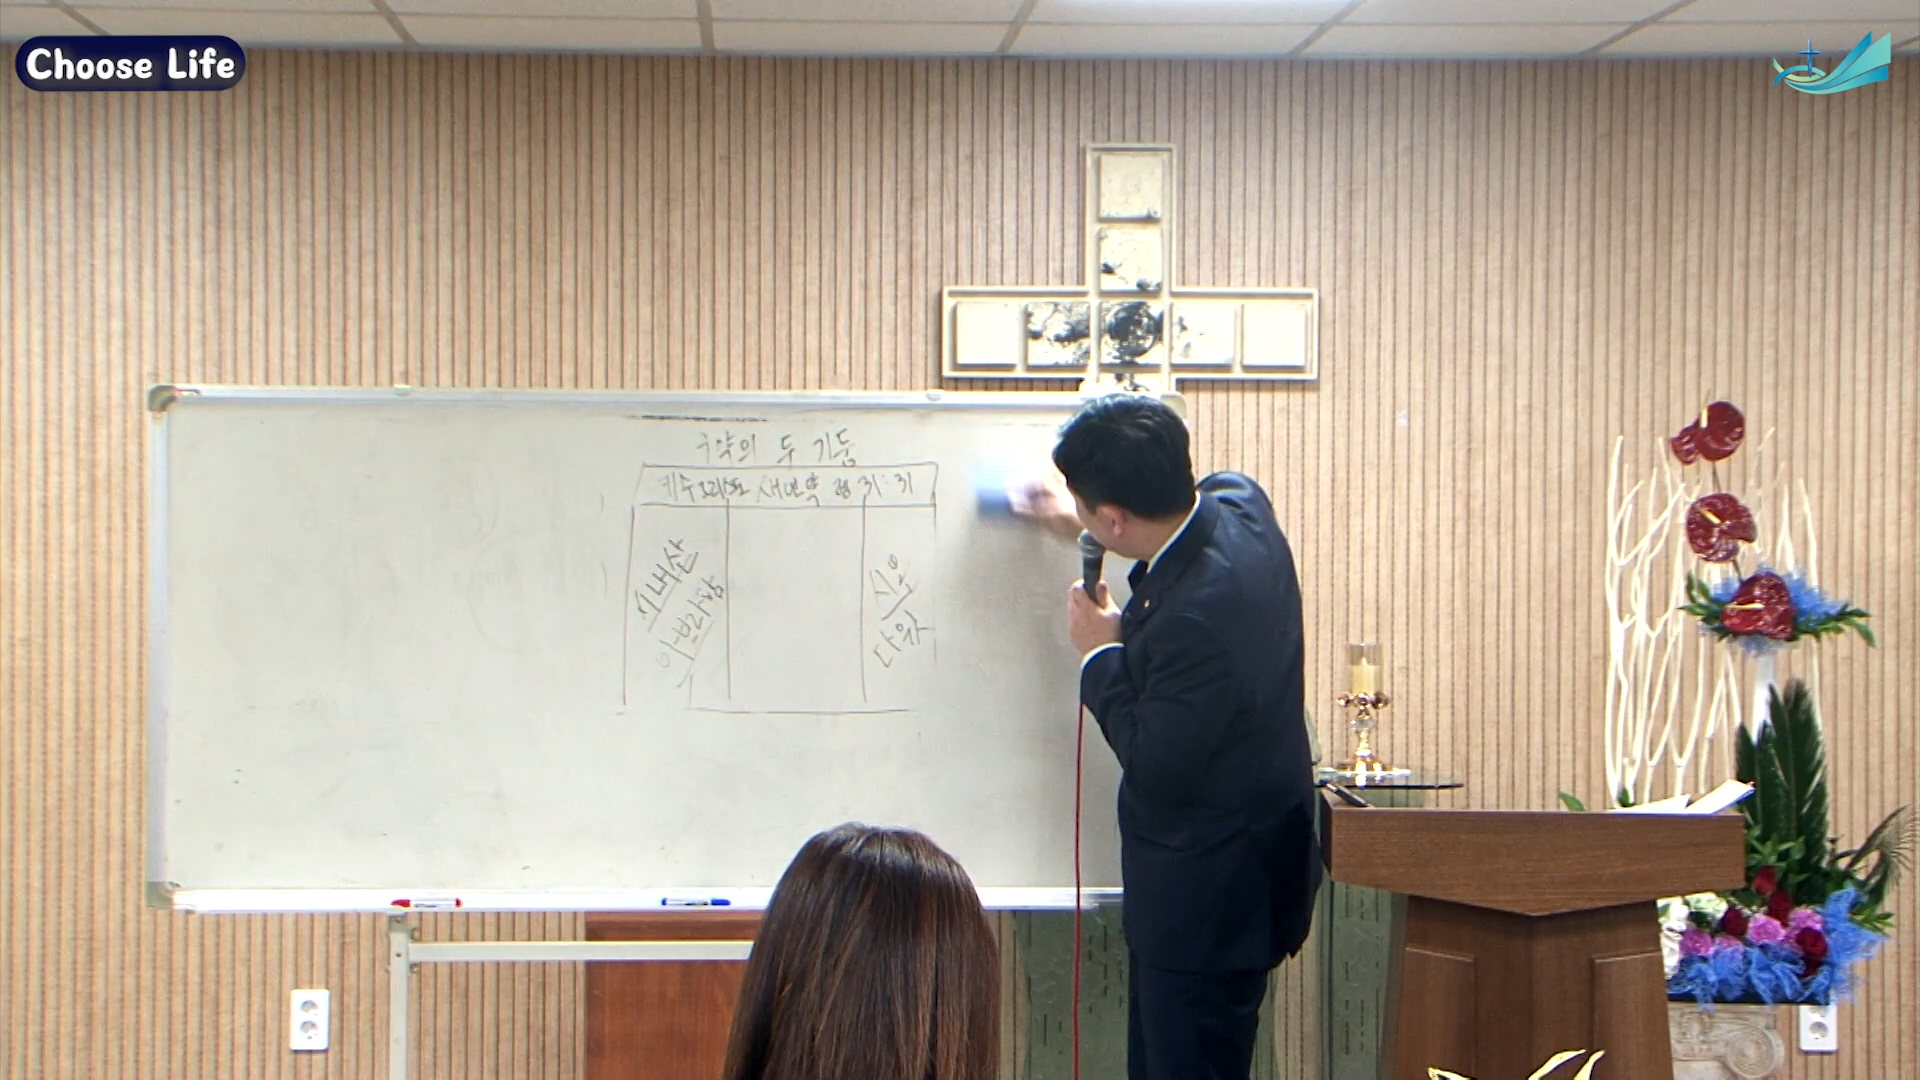 Choose Life
구약의 두 기둥
새언약 렘 31:31
시내산
아브라함
시온
다윗